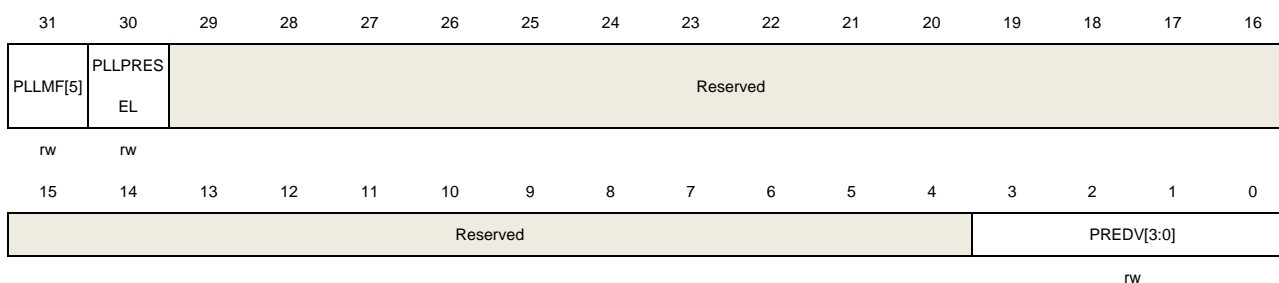 31 30 29 28 27 26 25 24 23 22 21 20 19 18 17 16
PLLMF[5] PLLPRES
EL Reserved
rw rw
15 14 13 12 11 10 9 8 7 6 5 4 3 2 1 0
Reserved PREDV[3:0]
rw